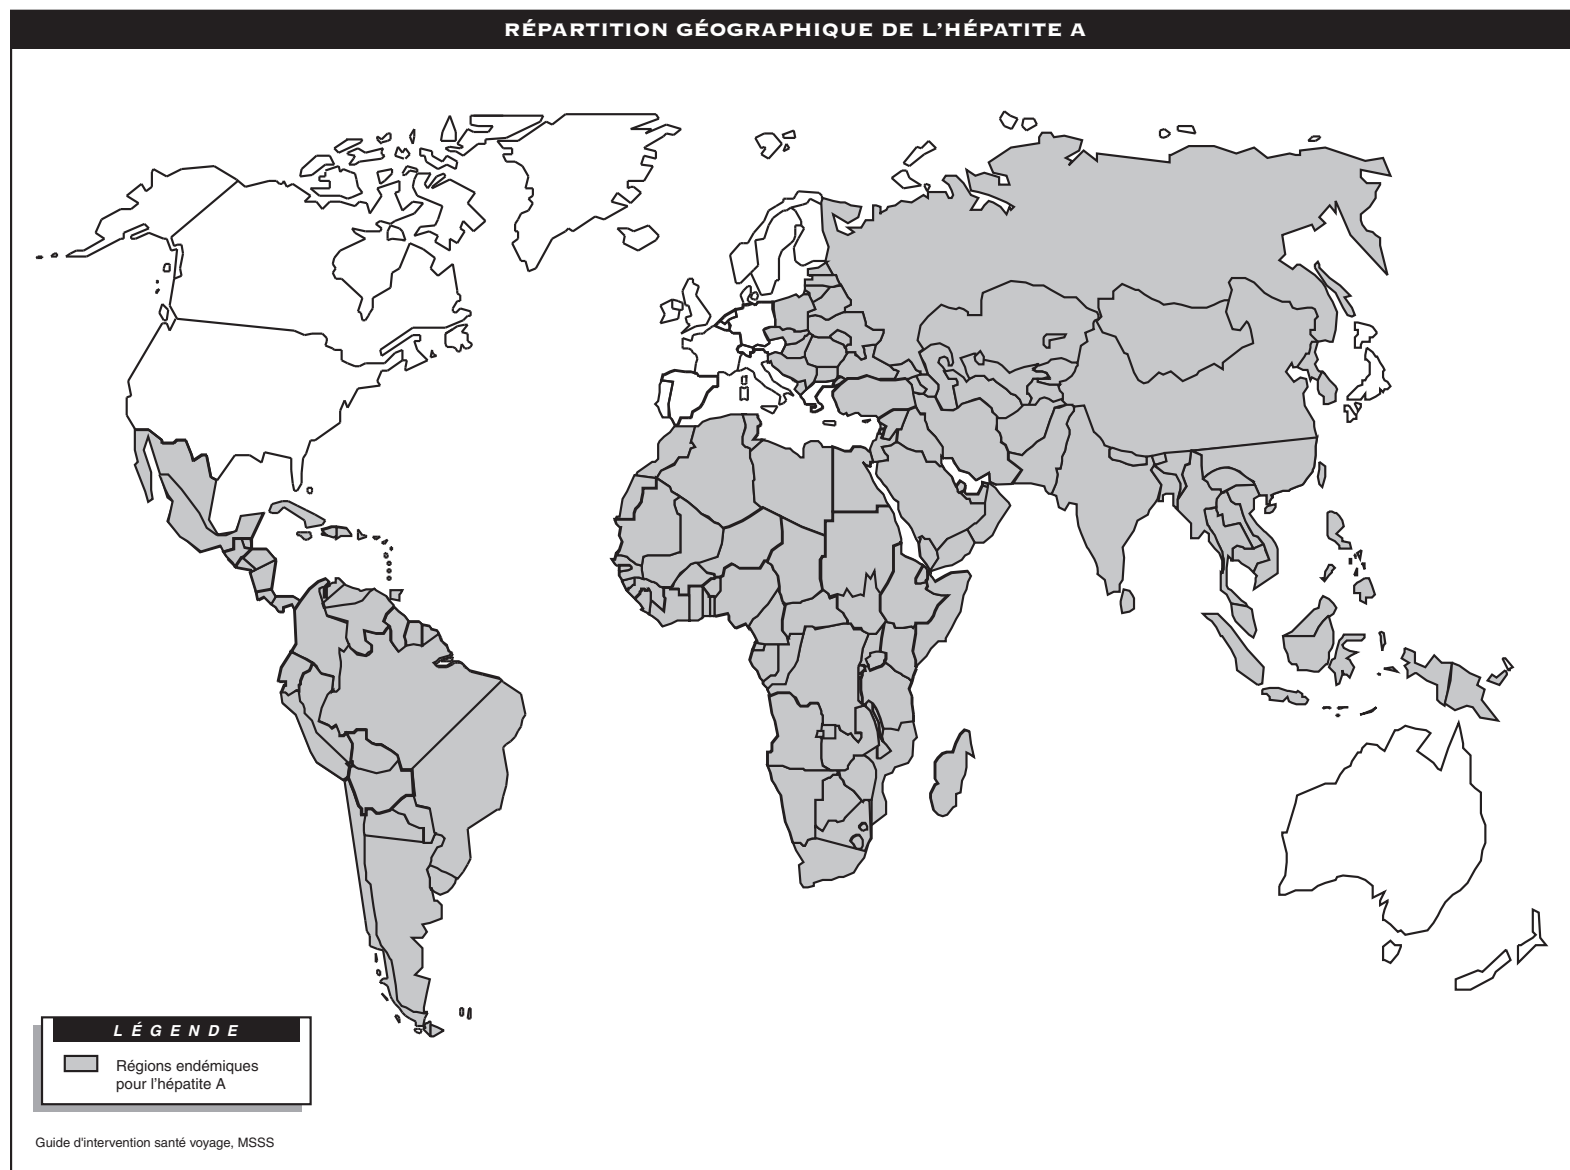 RÉPARTITION GÉOGRAPHIQUE DE L'HÉPATITE A
LÉGENDE
Régions endémiques
pour l'hépatite A
Guide d'intervention santé voyage, MSSS